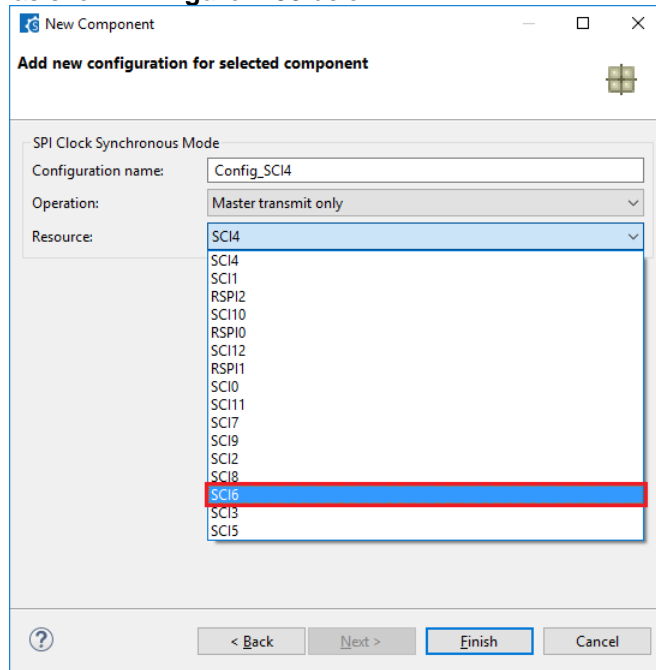 New Component
Add new configuration for selected component
SPI Clock Synchronous Mode
Configuration name: Config_SCI4
Operation: Master transmit only
Resource: SCI4
SCI4
SCI1
RSPI2
SCI10
RSPI0
SCI12
RSPI1
SCI0
SCI11
SCI7
SCI9
SCI2
SCI8
SCI6
SCI3
SCI5
? < Back Next > Finish Cancel